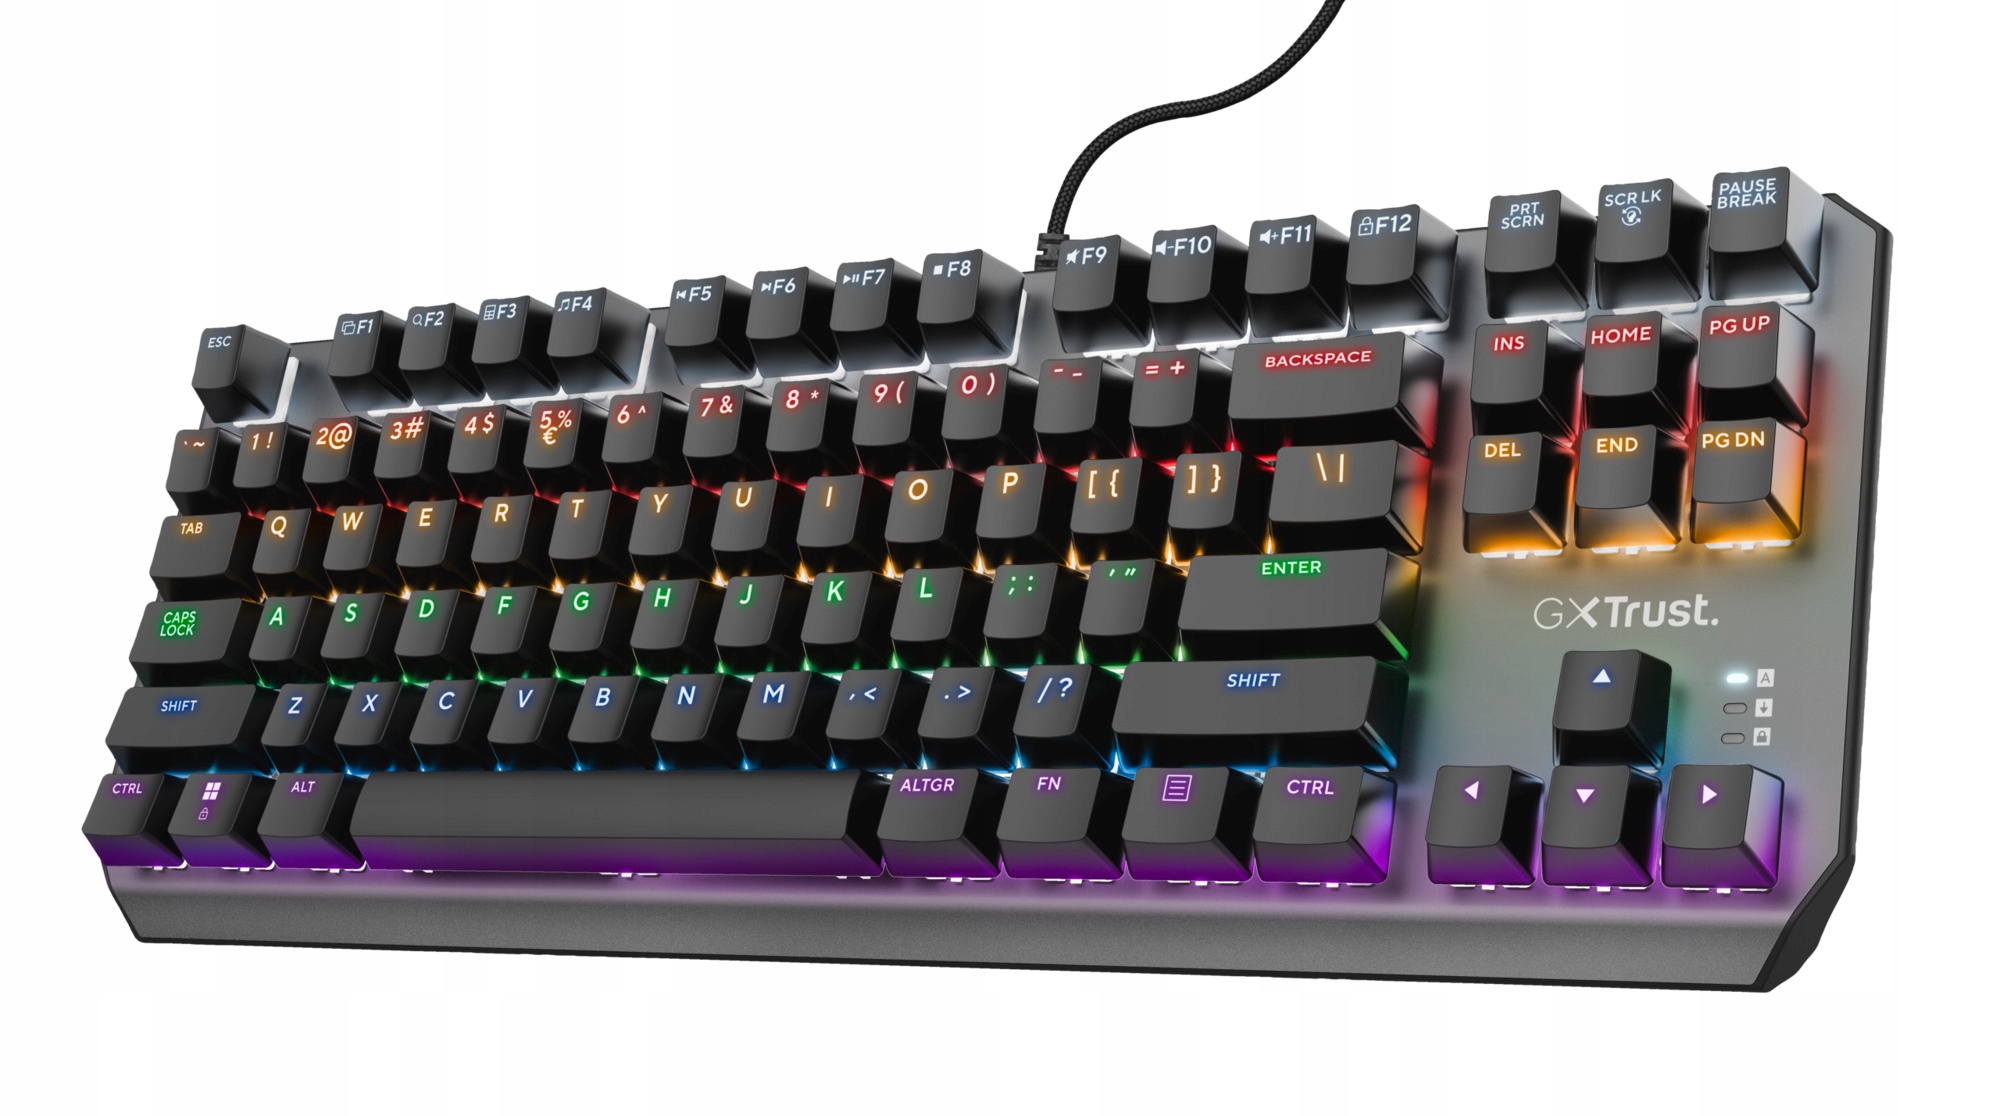 ESC F1 F2 F3 F4 F5 F6 F7 F8 F9 F10 F11 F12 PRT SCRN SCR LK PAUSE BREAK
` ~ 1 ! 2 @ 3 # 4 $ 5 % € 6 ^ 7 & 8 * 9 ( 0 ) - _ = + BACKSPACE INS HOME PG UP
TAB Q W E R T Y U I O P [ { ] } \ | DEL END PG DN
CAPS LOCK A S D F G H J K L ; : ' " ENTER
GXTrust.
SHIFT Z X C V B N M , < . > / ? SHIFT
A
CTRL ALT ALTGR FN CTRL